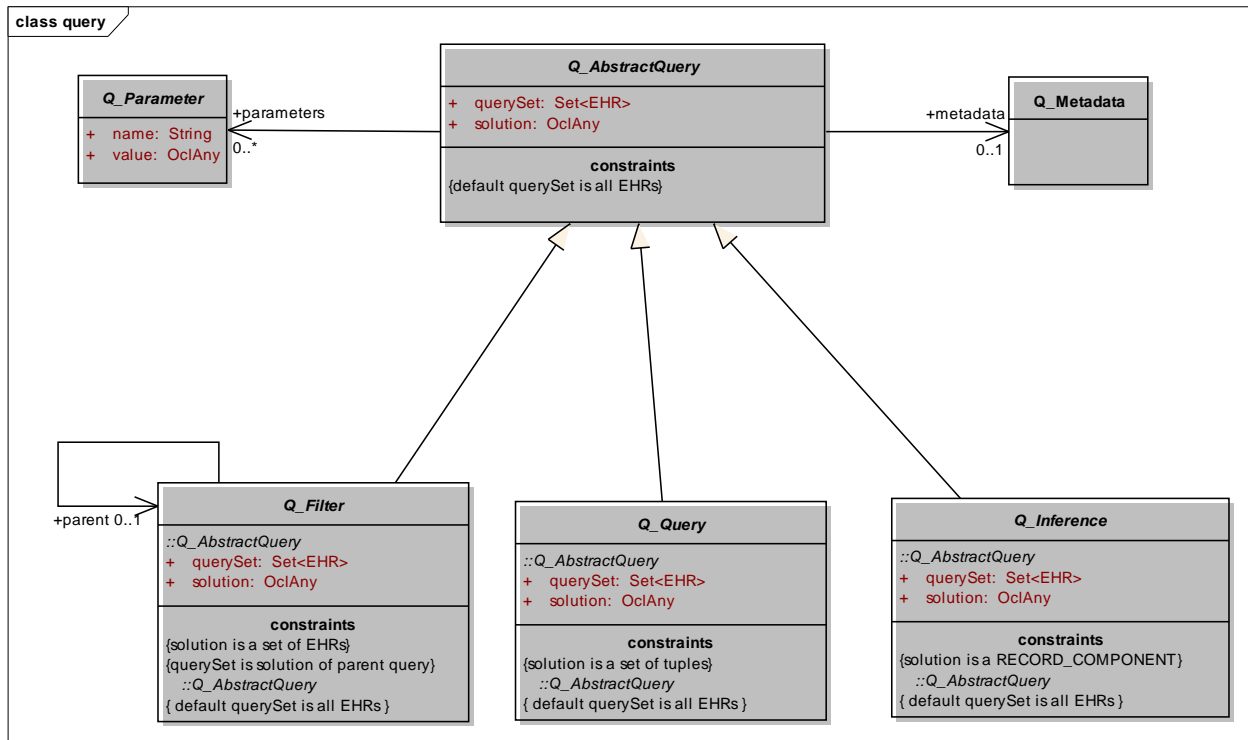 class query
Q_AbstractQuery
+ querySet: Set<EHR>
+ solution: OclAny
constraints
{default querySet is all EHRs}
Q_Parameter
+ name: String
+ value: OclAny
+parameters
0..*
+metadata
0..1
Q_Metadata
+parent 0..1
Q_Filter
::Q_AbstractQuery
+ querySet: Set<EHR>
+ solution: OclAny
constraints
{solution is a set of EHRs}
{querySet is solution of parent query}
::Q_AbstractQuery
{ default querySet is all EHRs }
Q_Query
::Q_AbstractQuery
+ querySet: Set<EHR>
+ solution: OclAny
constraints
{solution is a set of tuples}
::Q_AbstractQuery
{ default querySet is all EHRs }
Q_Inference
::Q_AbstractQuery
+ querySet: Set<EHR>
+ solution: OclAny
constraints
{solution is a RECORD_COMPONENT}
::Q_AbstractQuery
{ default querySet is all EHRs }